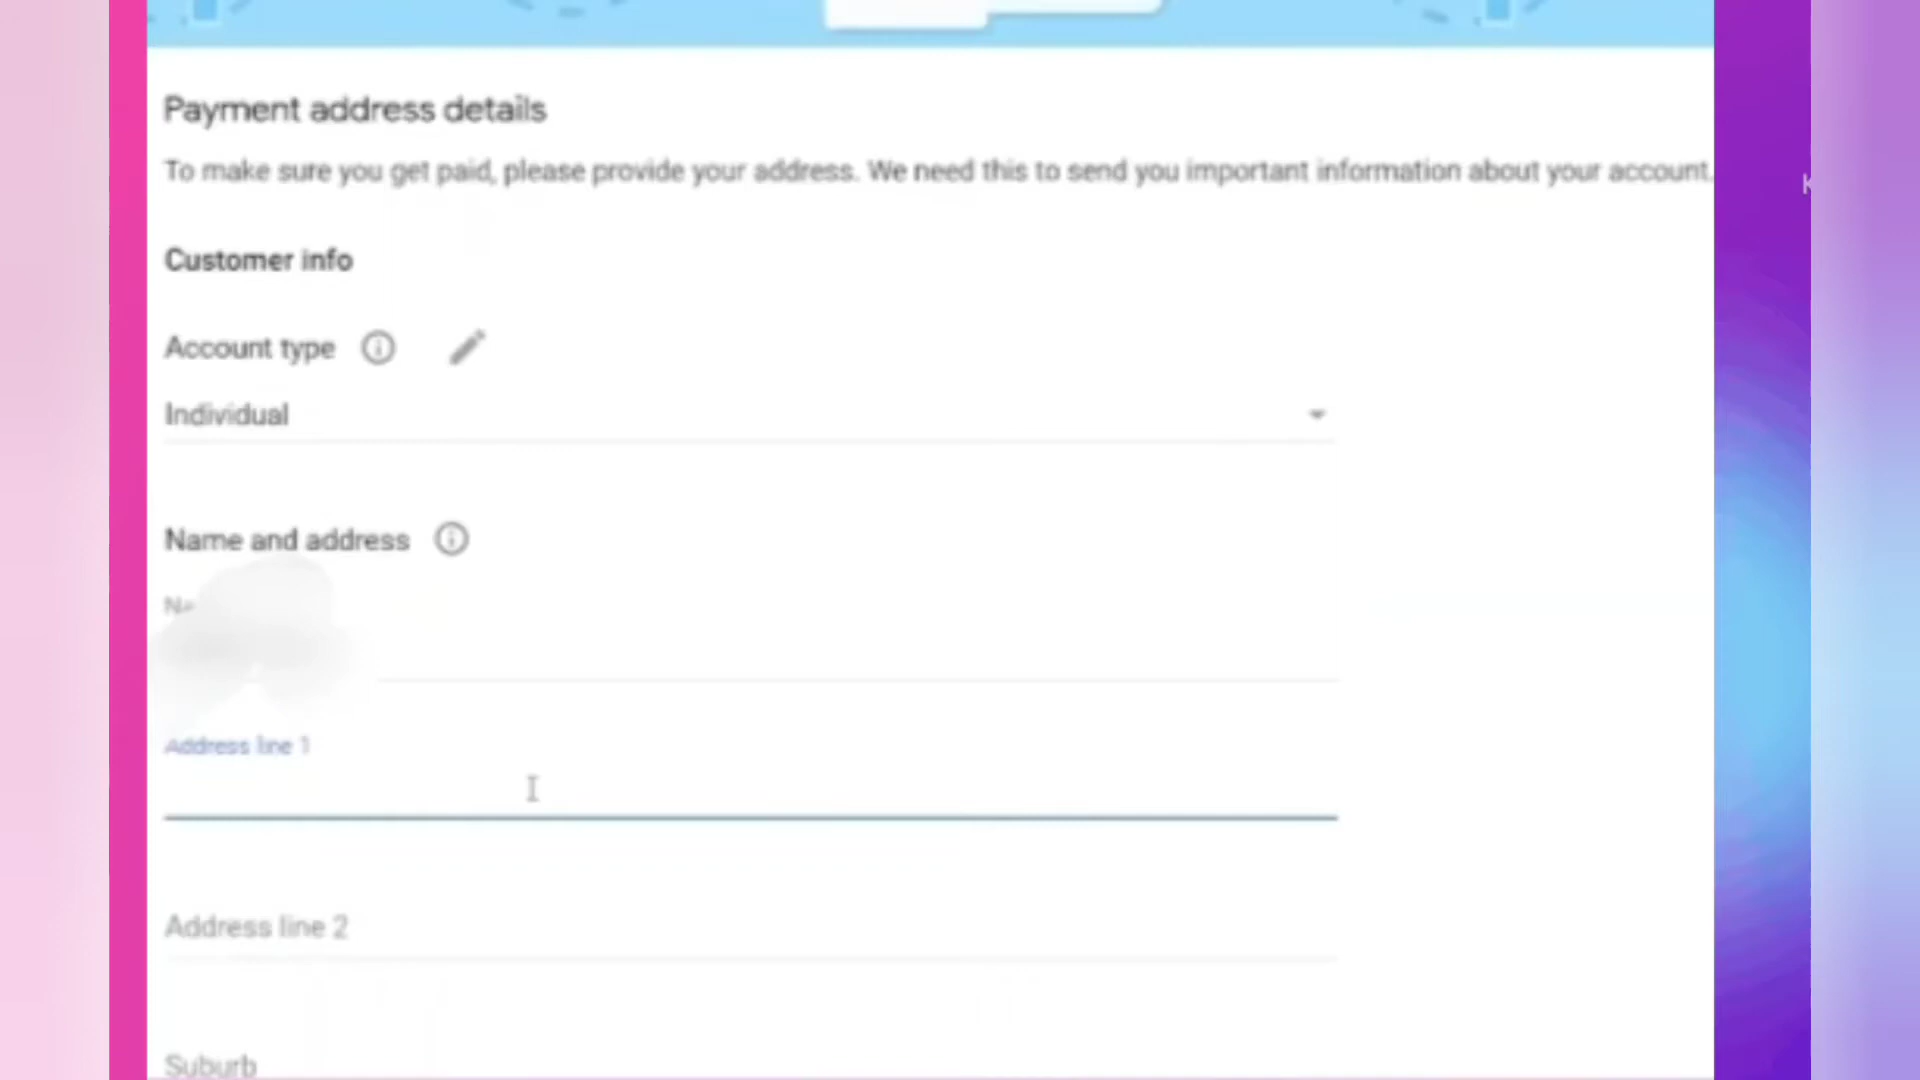 Payment address details
To make sure you get paid, please provide your address. We need this to send you important information about your account.
Customer info
Account type
Individual
Name and address
Address line 1
Address line 2
Suburb